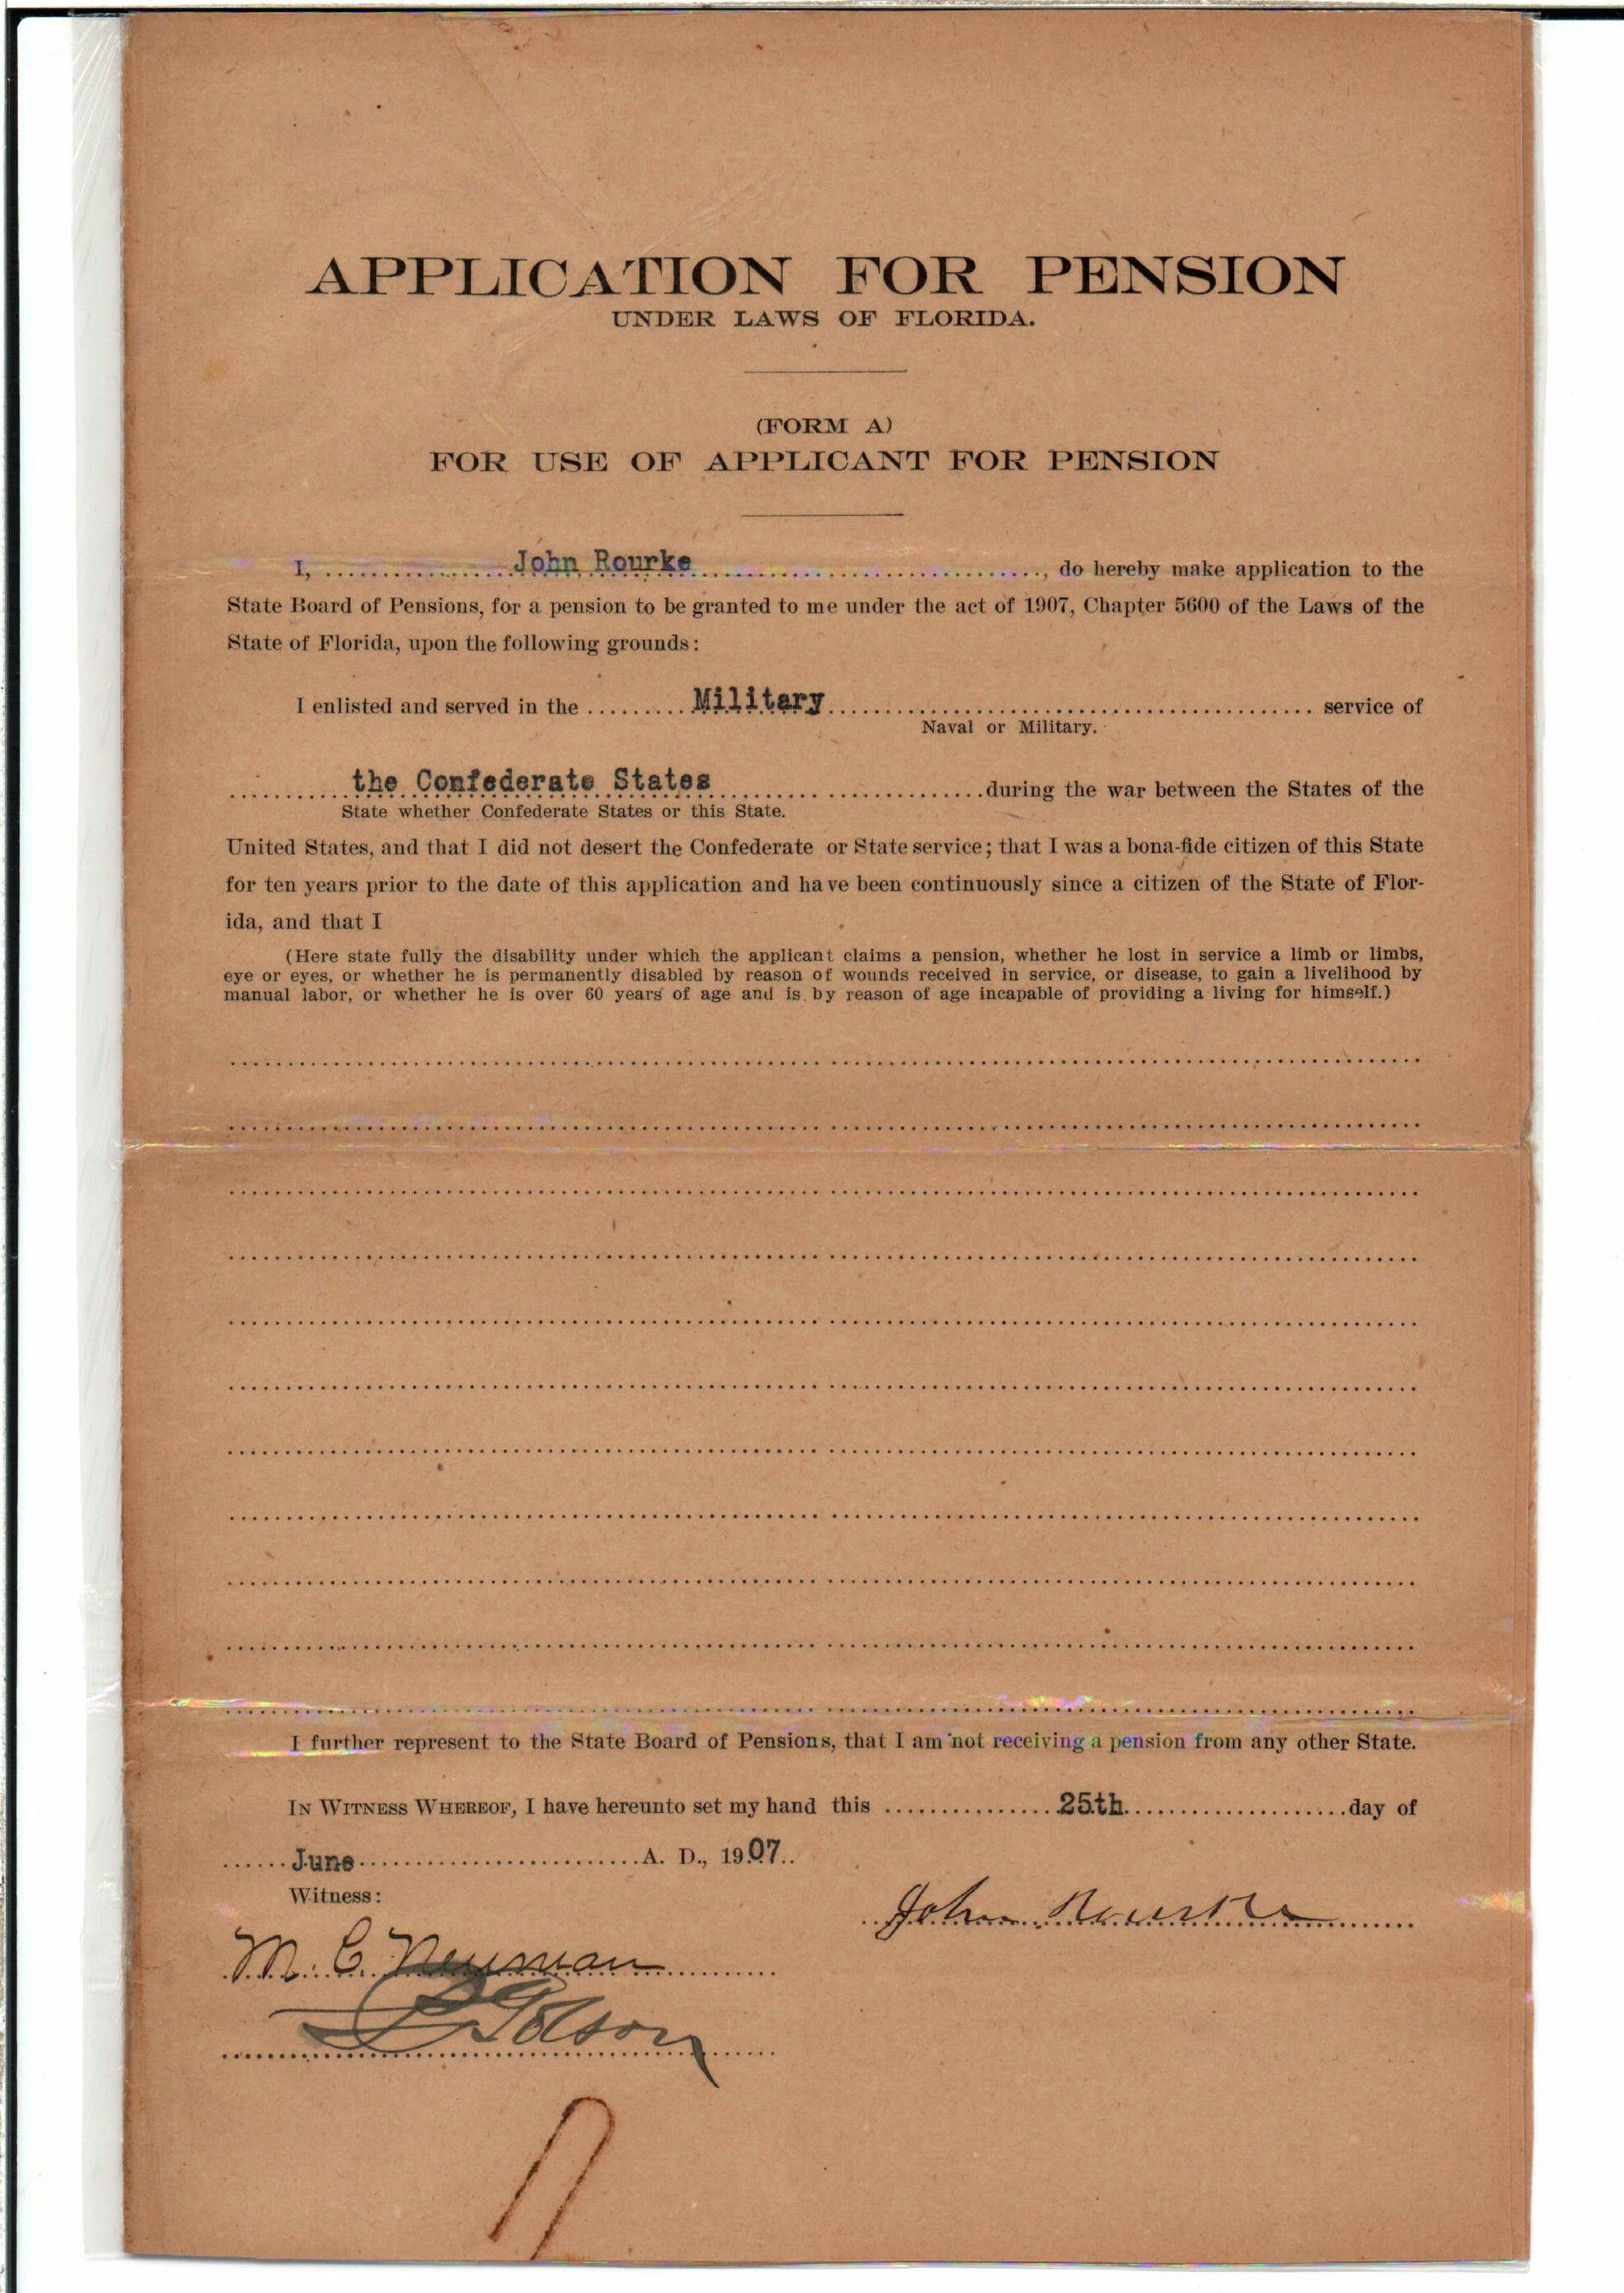 APPLICATION FOR PENSION
UNDER LAWS OF FLORIDA.
(FORM A)
FOR USE OF APPLICANT FOR PENSION
I, John Rourke, do hereby make application to the
State Board of Pensions, for a pension to be granted to me under the act of 1907, Chapter 5600 of the Laws of the
State of Florida, upon the following grounds:
I enlisted and served in the Military service of
Naval or Military.
the Confederate States during the war between the States of the
State whether Confederate States or this State.
United States, and that I did not desert the Confederate or State service; that I was a bona-fide citizen of this State
for ten years prior to the date of this application and have been continuously since a citizen of the State of Flor-
ida, and that I
(Here state fully the disability under which the applicant claims a pension, whether he lost in service a limb or limbs,
eye or eyes, or whether he is permanently disabled by reason of wounds received in service, or disease, to gain a livelihood by
manual labor, or whether he is over 60 years of age and is by reason of age incapable of providing a living for himself.)
I further represent to the State Board of Pensions, that I am not receiving a pension from any other State.
IN WITNESS WHEREOF, I have hereunto set my hand this 25th day of
June A. D., 1907.
Witness:
John Rourke
M. C. Neuman
Tolson